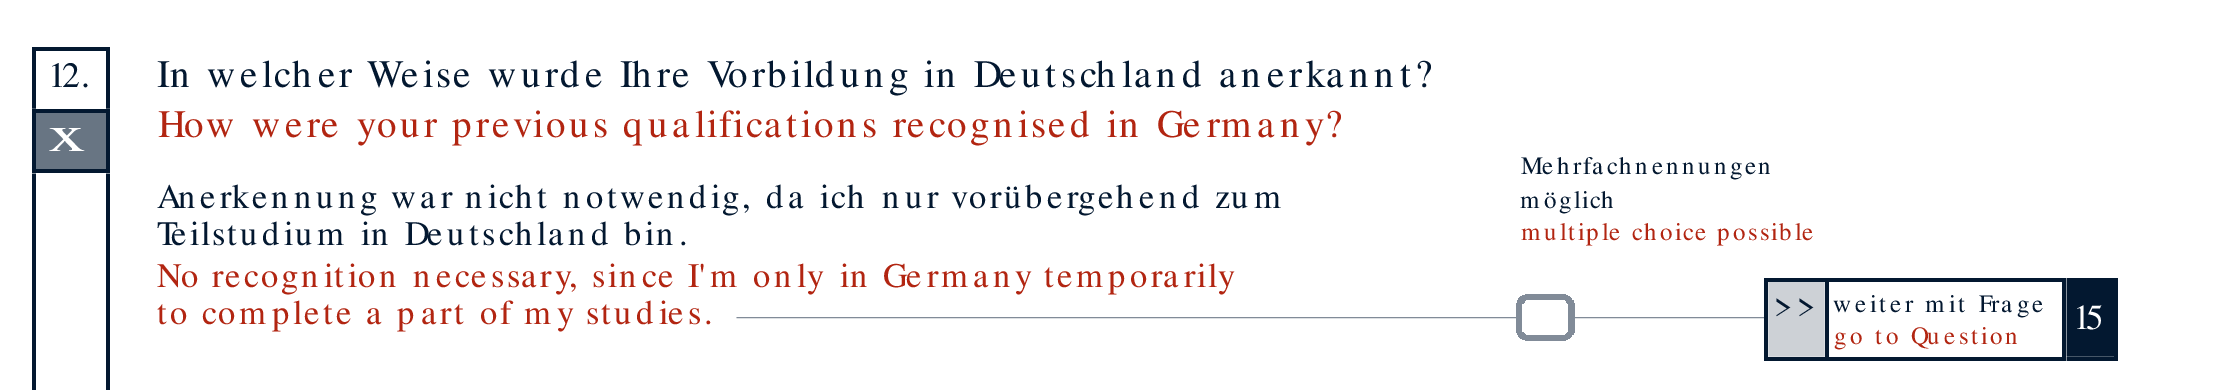 12.
In welcher Weise wurde Ihre Vorbildung in Deutschland anerkannt?
X
How were your previous qualifications recognised in Germany?
Mehrfachnennungen
möglich
multiple choice possible
Anerkennung war nicht notwendig, da ich nur vorübergehend zum
Teilstudium in Deutschland bin.
No recognition necessary, since I'm only in Germany temporarily
to complete a part of my studies.
>> weiter mit Frage
go to Question
15